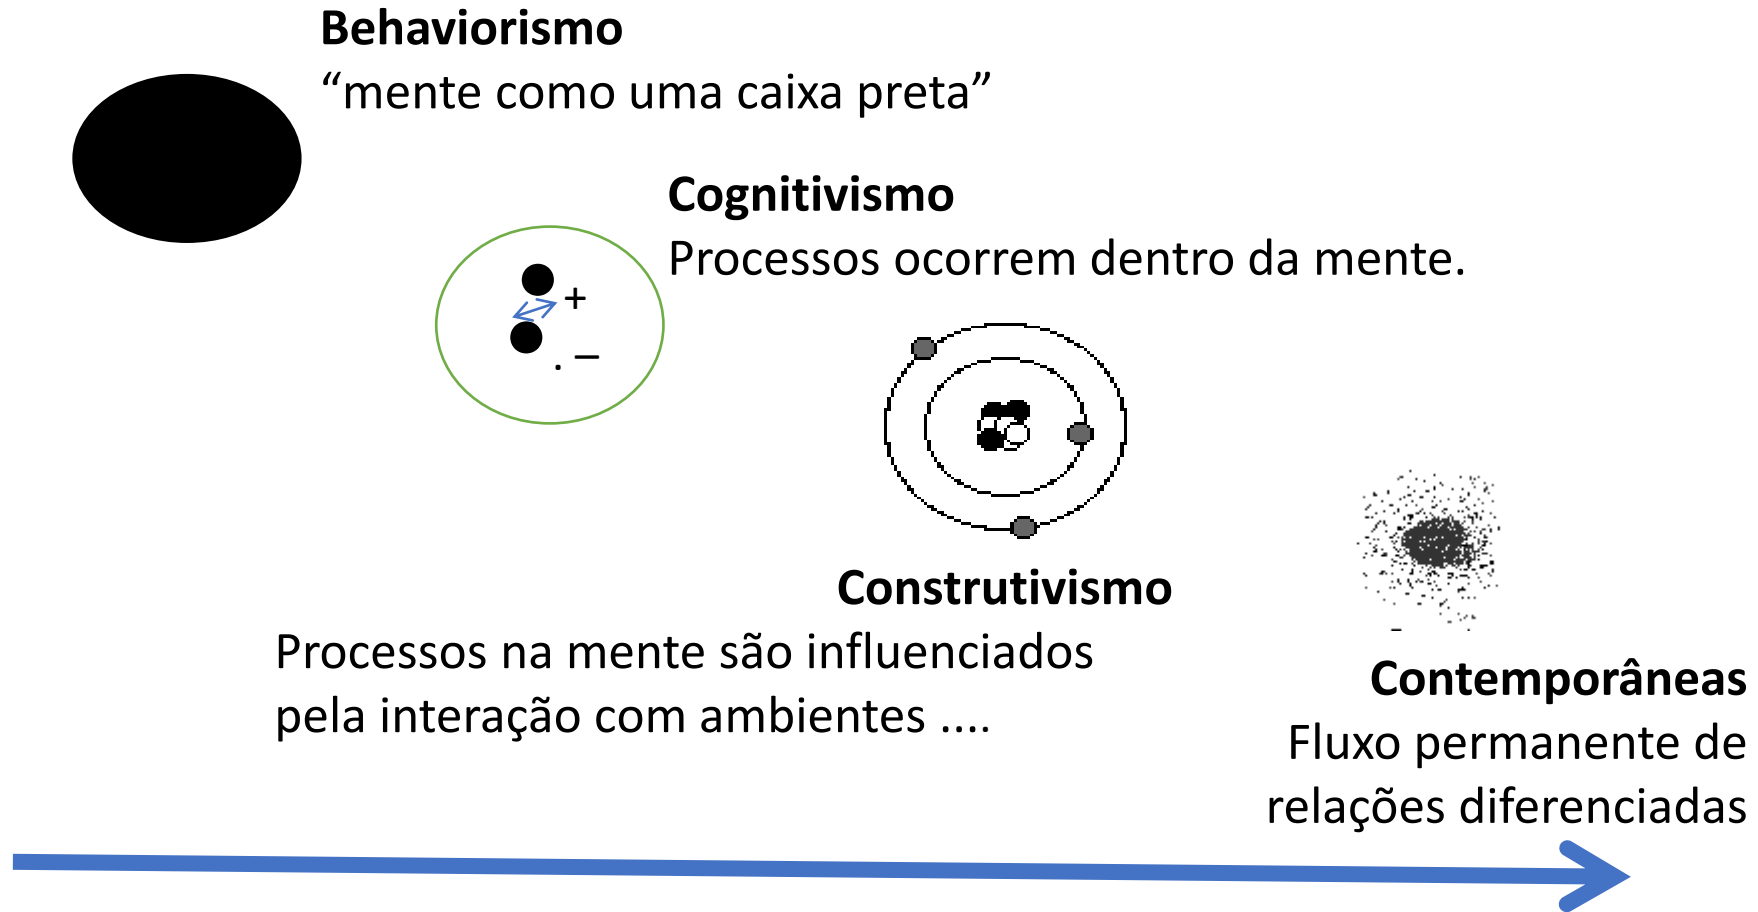 Behaviorismo
“mente como uma caixa preta”
Cognitivismo
Processos ocorrem dentro da mente.
+
. –
Construtivismo
Processos na mente são influenciados
pela interação com ambientes ....
Contemporâneas
Fluxo permanente de
relações diferenciadas